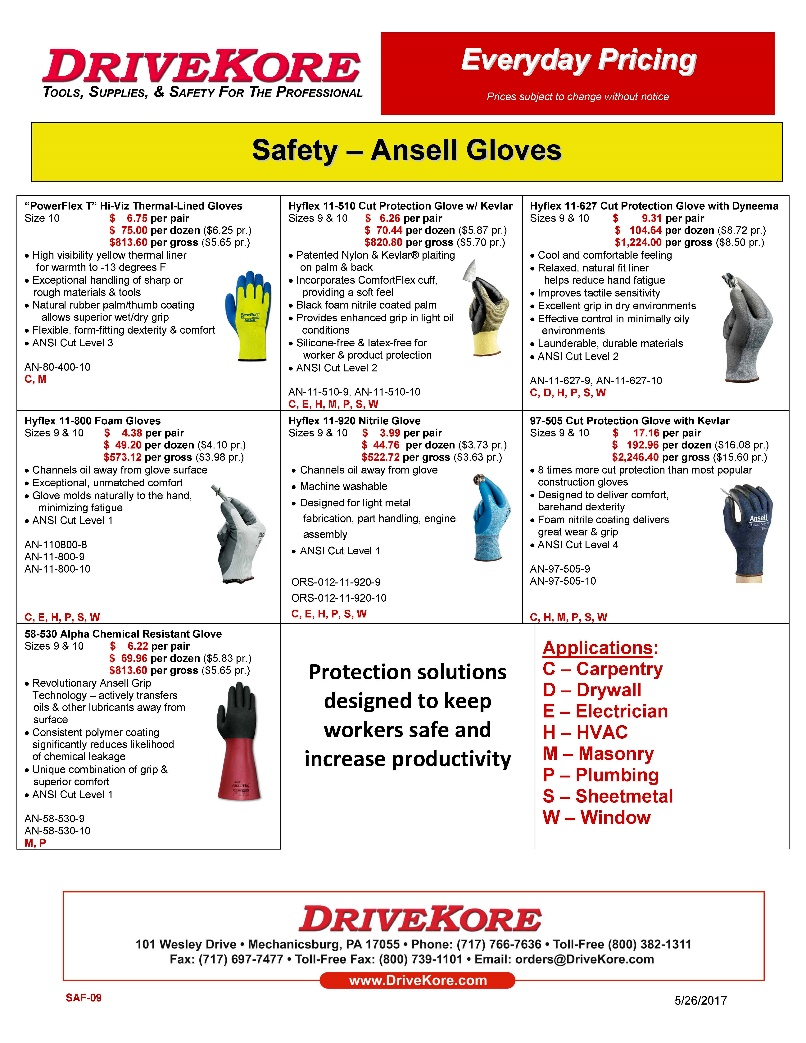 DRIVEKORE
TOOLS, SUPPLIES, & SAFETY FOR THE PROFESSIONAL
Everyday Pricing
Prices subject to change without notice
Safety – Ansell Gloves
“PowerFlex T” Hi-Viz Thermal-Lined Gloves
Size 10 $ 6.75 per pair
$ 75.00 per dozen ($6.25 pr.)
$813.60 per gross ($5.65 pr.)
• High visibility yellow thermal liner
for warmth to -13 degrees F
• Exceptional handling of sharp or
rough materials & tools
• Natural rubber palm/thumb coating
allows superior wet/dry grip
• Flexible, form-fitting dexterity & comfort
• ANSI Cut Level 3
AN-80-400-10
C, M
Hyflex 11-510 Cut Protection Glove w/ Kevlar
Sizes 9 & 10 $ 6.26 per pair
$ 70.44 per dozen ($5.87 pr.)
$820.80 per gross ($5.70 pr.)
• Patented Nylon & Kevlar® plaiting
on palm & back
• Incorporates ComfortFlex cuff,
providing a soft feel
• Black foam nitrile coated palm
• Provides enhanced grip in light oil
conditions
• Silicone-free & latex-free for
worker & product protection
• ANSI Cut Level 2
AN-11-510-9, AN-11-510-10
C, E, H, M, P, S, W
Hyflex 11-627 Cut Protection Glove with Dyneema
Sizes 9 & 10 $ 9.31 per pair
$ 104.64 per dozen ($8.72 pr.)
$1,224.00 per gross ($8.50 pr.)
• Cool and comfortable feeling
• Relaxed, natural fit liner
helps reduce hand fatigue
• Improves tactile sensitivity
• Excellent grip in dry environments
• Effective control in minimally oily
environments
• Launderable, durable materials
• ANSI Cut Level 2
AN-11-627-9, AN-11-627-10
C, D, H, P, S, W
Hyflex 11-800 Foam Gloves
Sizes 9 & 10 $ 4.38 per pair
$ 49.20 per dozen ($4.10 pr.)
$573.12 per gross ($3.98 pr.)
• Channels oil away from glove surface
• Exceptional, unmatched comfort
• Glove molds naturally to the hand,
minimizing fatigue
• ANSI Cut Level 1
AN-110800-8
AN-11-800-9
AN-11-800-10
C, E, H, P, S, W
Hyflex 11-920 Nitrile Glove
Sizes 9 & 10 $ 3.99 per pair
$ 44.76 per dozen ($3.73 pr.)
$522.72 per gross ($3.63 pr.)
• Channels oil away from glove
• Machine washable
• Designed for light metal
fabrication, part handling, engine
assembly
• ANSI Cut Level 1
ORS-012-11-920-9
ORS-012-11-920-10
C, E, H, P, S, W
97-505 Cut Protection Glove with Kevlar
Sizes 9 & 10 $ 17.16 per pair
$ 192.96 per dozen ($16.08 pr.)
$2,246.40 per gross ($15.60 pr.)
• 8 times more cut protection than most popular
construction gloves
• Designed to deliver comfort,
barehand dexterity
• Foam nitrile coating delivers
great wear & grip
• ANSI Cut Level 4
AN-97-505-9
AN-97-505-10
C, H, M, P, S, W
Ansell
58-530 Alpha Chemical Resistant Glove
Sizes 9 & 10 $ 6.22 per pair
$ 69.96 per dozen ($5.83 pr.)
$813.60 per gross ($5.65 pr.)
• Revolutionary Ansell Grip
Technology – actively transfers
oils & other lubricants away from
surface
• Consistent polymer coating
significantly reduces likelihood
of chemical leakage
• Unique combination of grip &
superior comfort
• ANSI Cut Level 1
AN-58-530-9
AN-58-530-10
M, P
Protection solutions
designed to keep
workers safe and
increase productivity
Applications:
C – Carpentry
D – Drywall
E – Electrician
H – HVAC
M – Masonry
P – Plumbing
S – Sheetmetal
W – Window
DRIVEKORE
101 Wesley Drive • Mechanicsburg, PA 17055 • Phone: (717) 766-7636 • Toll-Free (800) 382-1311
Fax: (717) 697-7477 • Toll-Free Fax: (800) 739-1101 • Email: orders@DriveKore.com
www.DriveKore.com
SAF-09
5/26/2017